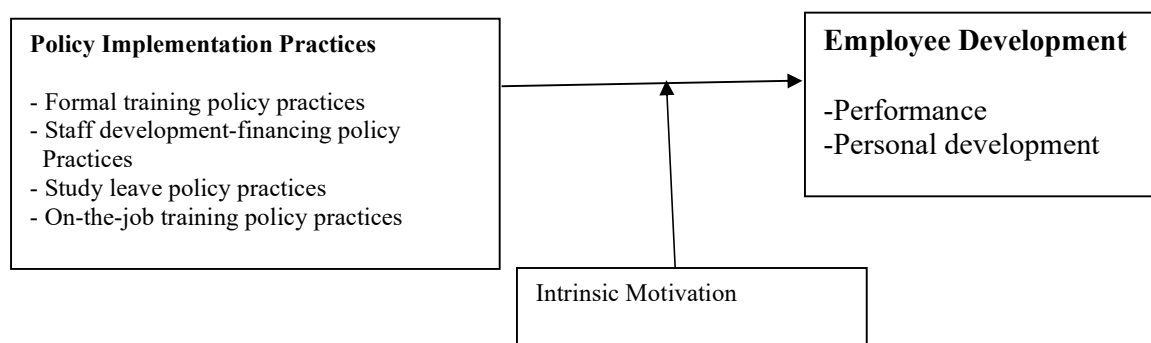 Policy Implementation Practices
- Formal training policy practices
- Staff development-financing policy
Practices
- Study leave policy practices
- On-the-job training policy practices
Employee Development
-Performance
-Personal development
Intrinsic Motivation